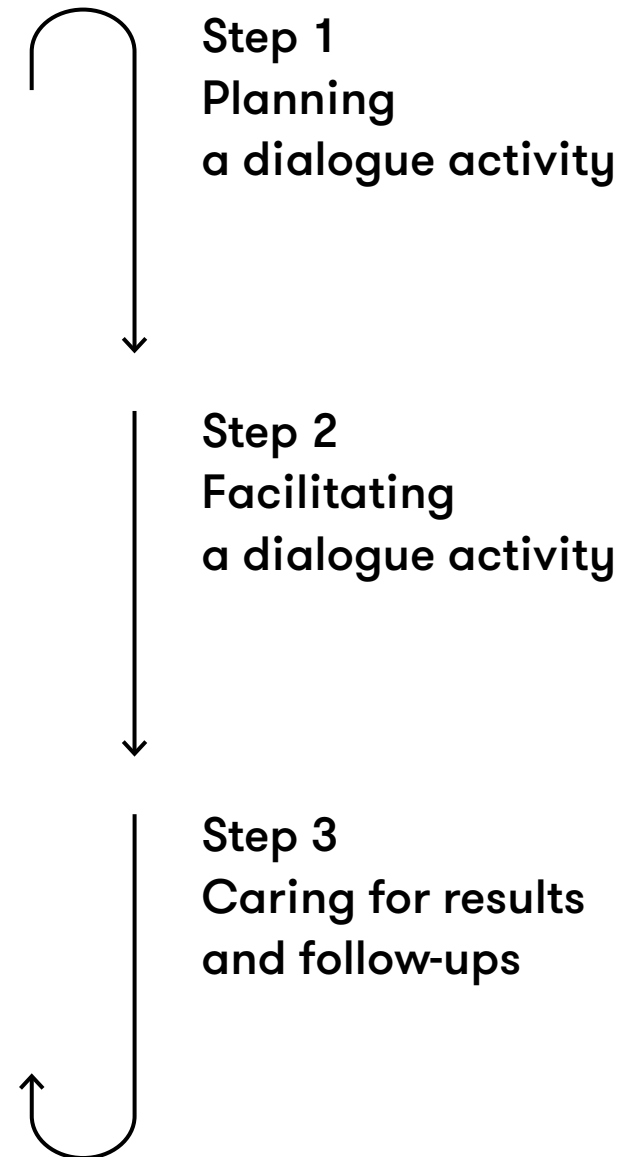 Step 1
Planning
a dialogue activity
Step 2
Facilitating
a dialogue activity
Step 3
Caring for results
and follow-ups